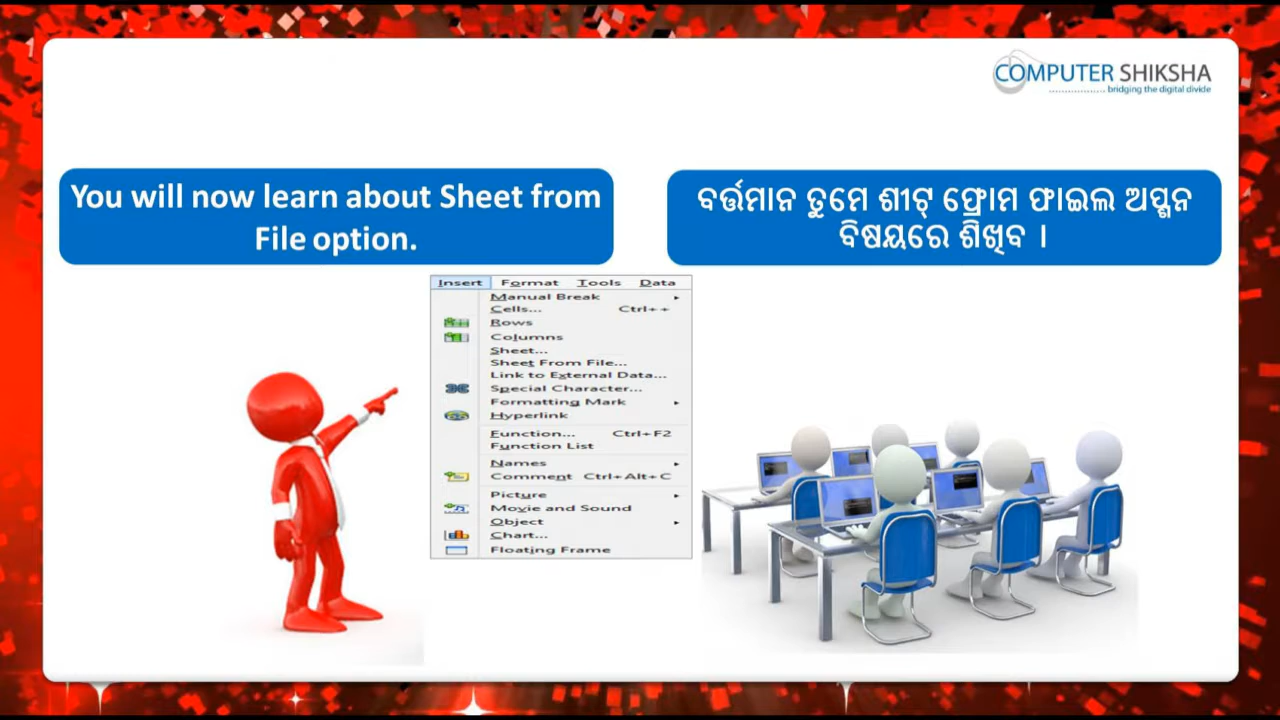 COMPUTER SHIKSHA
bridging the digital divide
You will now learn about Sheet from
File option.
ବର୍ତ୍ତମାନ ତୁମେ ଶୀଟ୍ ଫ୍ରୋମ ଫାଇଲ ଅପ୍ସନ
ବିଷୟରେ ଶିଖିବ ।
Insert Format Tools Data
Manual Break
Cells... Ctrl++
Rows
Columns
Sheet...
Sheet From File...
Link to External Data...
Special Character...
Formatting Mark
Hyperlink
Function... Ctrl+F2
Function List
Names
Comment Ctrl+Alt+C
Picture
Movie and Sound
Object
Chart...
Floating Frame